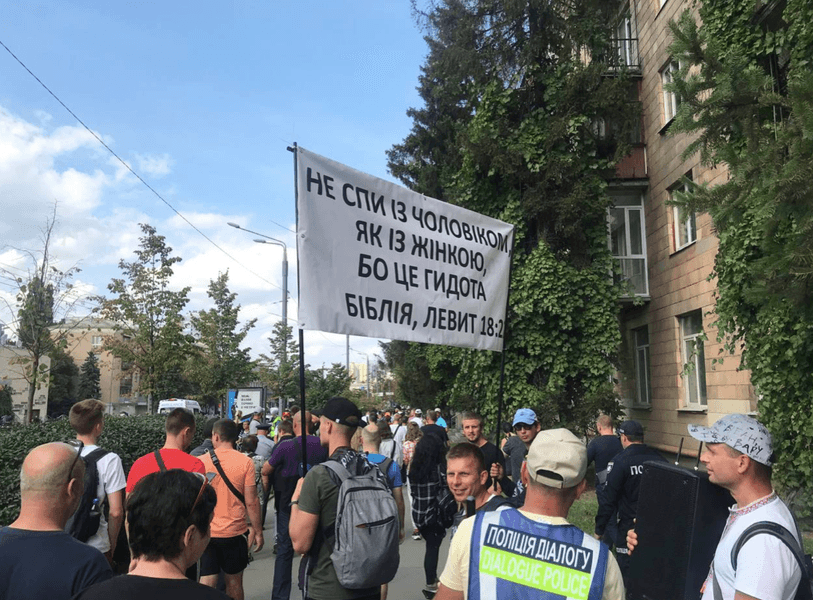 НЕ СПИ ІЗ ЧОЛОВІКОМ,
ЯК ІЗ ЖІНКОЮ,
БО ЦЕ ГИДОТА
БІБЛІЯ, ЛЕВИТ 18:2
ПОЛІЦІЯ ДІАЛОГУ
DIALOGUE POLICE